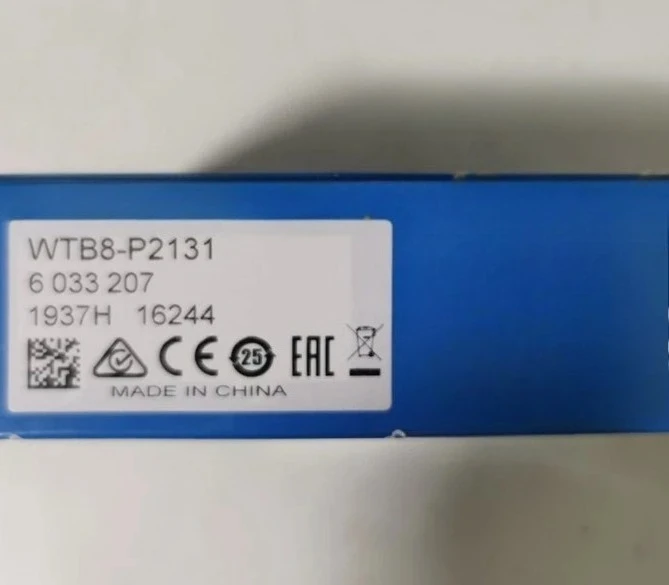 WTB8-P2131
6 033 207
1937H 16244
CE 25 EAC
MADE IN CHINA